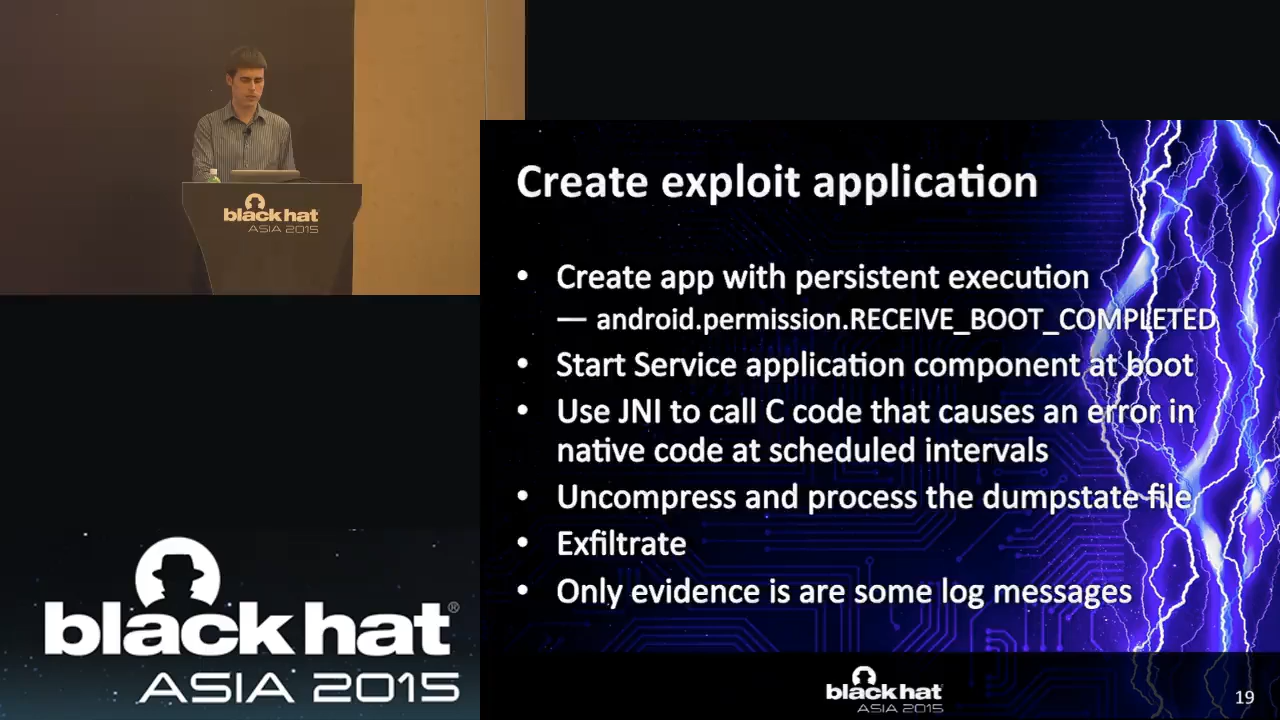 black hat
ASIA 2015
Create exploit application
• Create app with persistent execution
— android.permission.RECEIVE_BOOT_COMPLETED
• Start Service application component at boot
• Use JNI to call C code that causes an error in
native code at scheduled intervals
• Uncompress and process the dumpstate file
• Exfiltrate
• Only evidence is are some log messages
black hat®
ASIA 2015
black hat
ASIA 2015
19